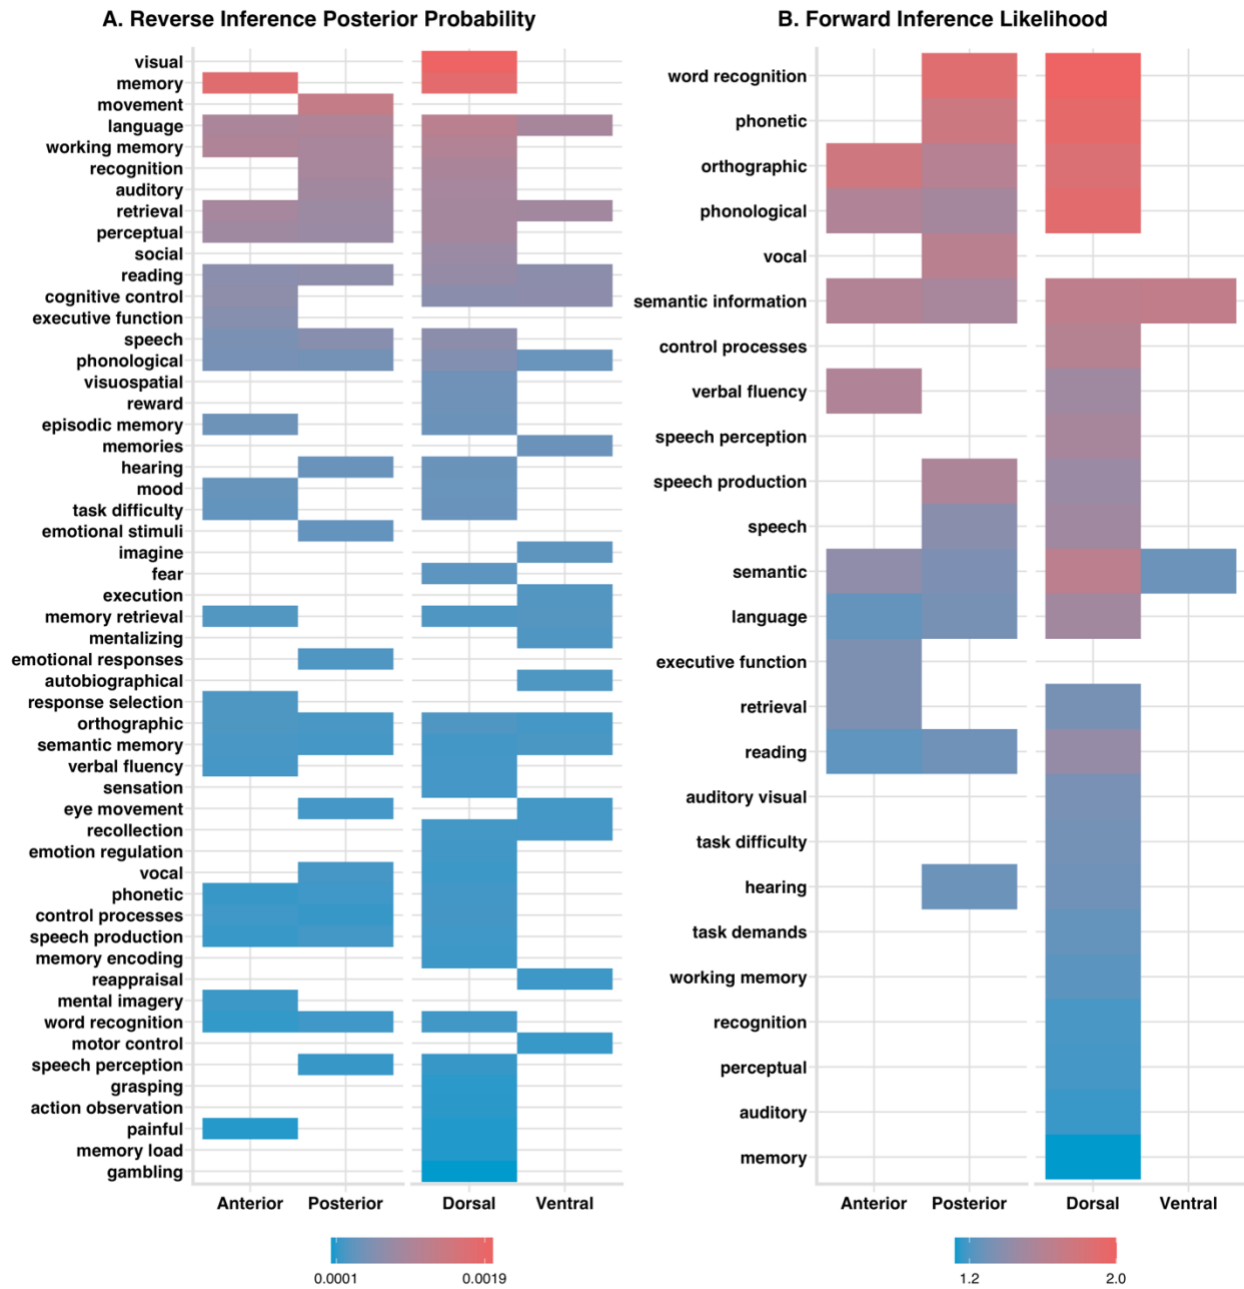 A. Reverse Inference Posterior Probability
visual
memory
movement
language
working memory
recognition
auditory
retrieval
perceptual
social
reading
cognitive control
executive function
speech
phonological
visuospatial
reward
episodic memory
memories
hearing
mood
task difficulty
emotional stimuli
imagine
fear
execution
memory retrieval
mentalizing
emotional responses
autobiographical
response selection
orthographic
semantic memory
verbal fluency
sensation
eye movement
recollection
emotion regulation
vocal
phonetic
control processes
speech production
memory encoding
reappraisal
mental imagery
word recognition
motor control
speech perception
grasping
action observation
painful
memory load
gambling
Anterior Posterior Dorsal Ventral
0.0001 0.0019
B. Forward Inference Likelihood
word recognition
phonetic
orthographic
phonological
vocal
semantic information
control processes
verbal fluency
speech perception
speech production
speech
semantic
language
executive function
retrieval
reading
auditory visual
task difficulty
hearing
task demands
working memory
recognition
perceptual
auditory
memory
Anterior Posterior Dorsal Ventral
1.2 2.0